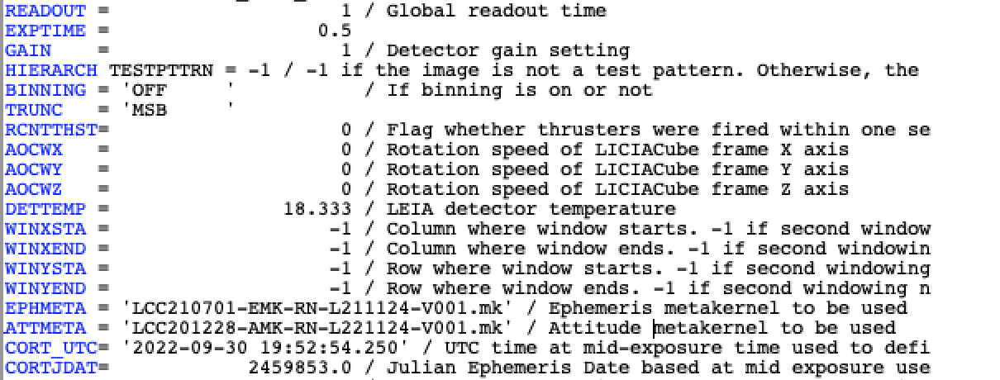 READOUT =                    1 / Global readout time
EXPTIME =                  0.5
GAIN    =                    1 / Detector gain setting
HIERARCH TESTPTTRN = -1 / -1 if the image is not a test pattern. Otherwise, the
BINNING = 'OFF     '           / If binning is on or not
TRUNC   = 'MSB     '
RCNTTHST=                    0 / Flag whether thrusters were fired within one se
AOCWX   =                    0 / Rotation speed of LICIACube frame X axis
AOCWY   =                    0 / Rotation speed of LICIACube frame Y axis
AOCWZ   =                    0 / Rotation speed of LICIACube frame Z axis
DETTEMP =               18.333 / LEIA detector temperature
WINXSTA =                   -1 / Column where window starts. -1 if second window
WINXEND =                   -1 / Column where window ends. -1 if second windowin
WINYSTA =                   -1 / Row where window starts. -1 if second windowing
WINYEND =                   -1 / Row where window ends. -1 if second windowing n
EPHMETA = 'LCC210701-EMK-RN-L211124-V001.mk' / Ephemeris metakernel to be used
ATTMETA = 'LCC201228-AMK-RN-L221124-V001.mk' / Attitude metakernel to be used
CORT_UTC= '2022-09-30 19:52:54.250' / UTC time at mid-exposure time used to defi
CORTJDAT=            2459853.0 / Julian Ephemeris Date based at mid exposure use